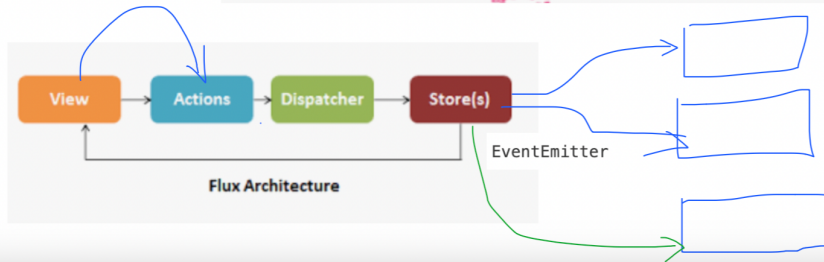 View
Actions
Dispatcher
Store(s)
EventEmitter
Flux Architecture